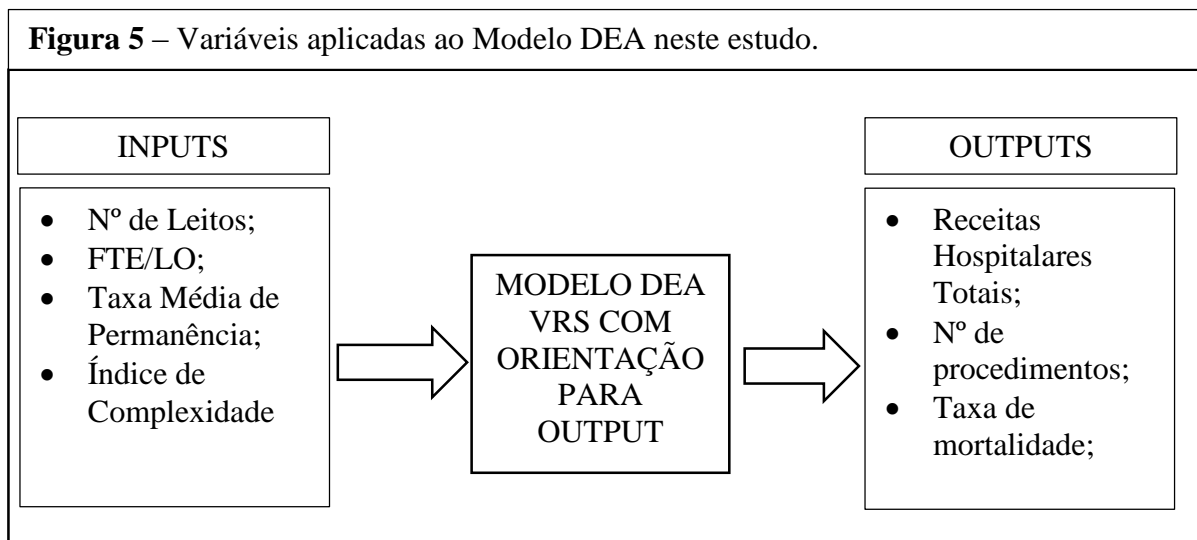 Figura 5 – Variáveis aplicadas ao Modelo DEA neste estudo.
INPUTS
• Nº de Leitos;
• FTE/LO;
• Taxa Média de
Permanência;
• Índice de
Complexidade
MODELO DEA
VRS COM
ORIENTAÇÃO
PARA
OUTPUT
OUTPUTS
• Receitas
Hospitalares
Totais;
• Nº de
procedimentos;
• Taxa de
mortalidade;